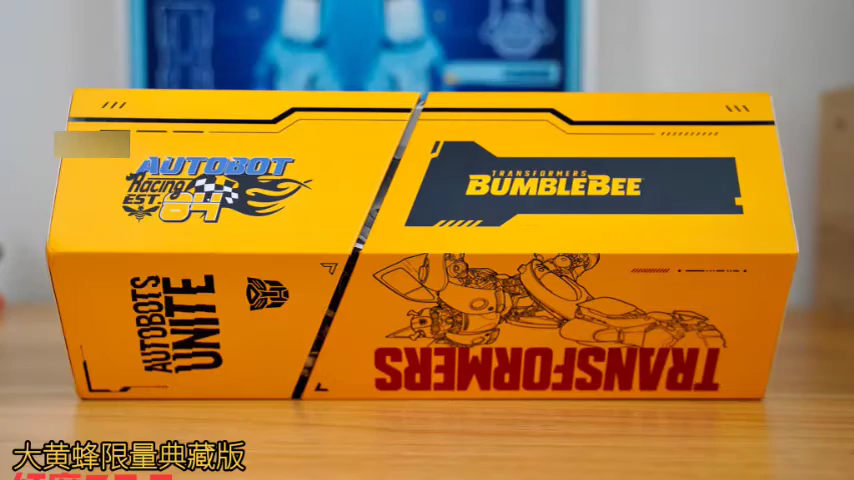 AUTOBOT
Racing
EST. 84
TRANSFORMERS
BUMBLEBEE
AUTOBOTS
UNITE
TRANSFORMERS
大黄蜂限量典藏版